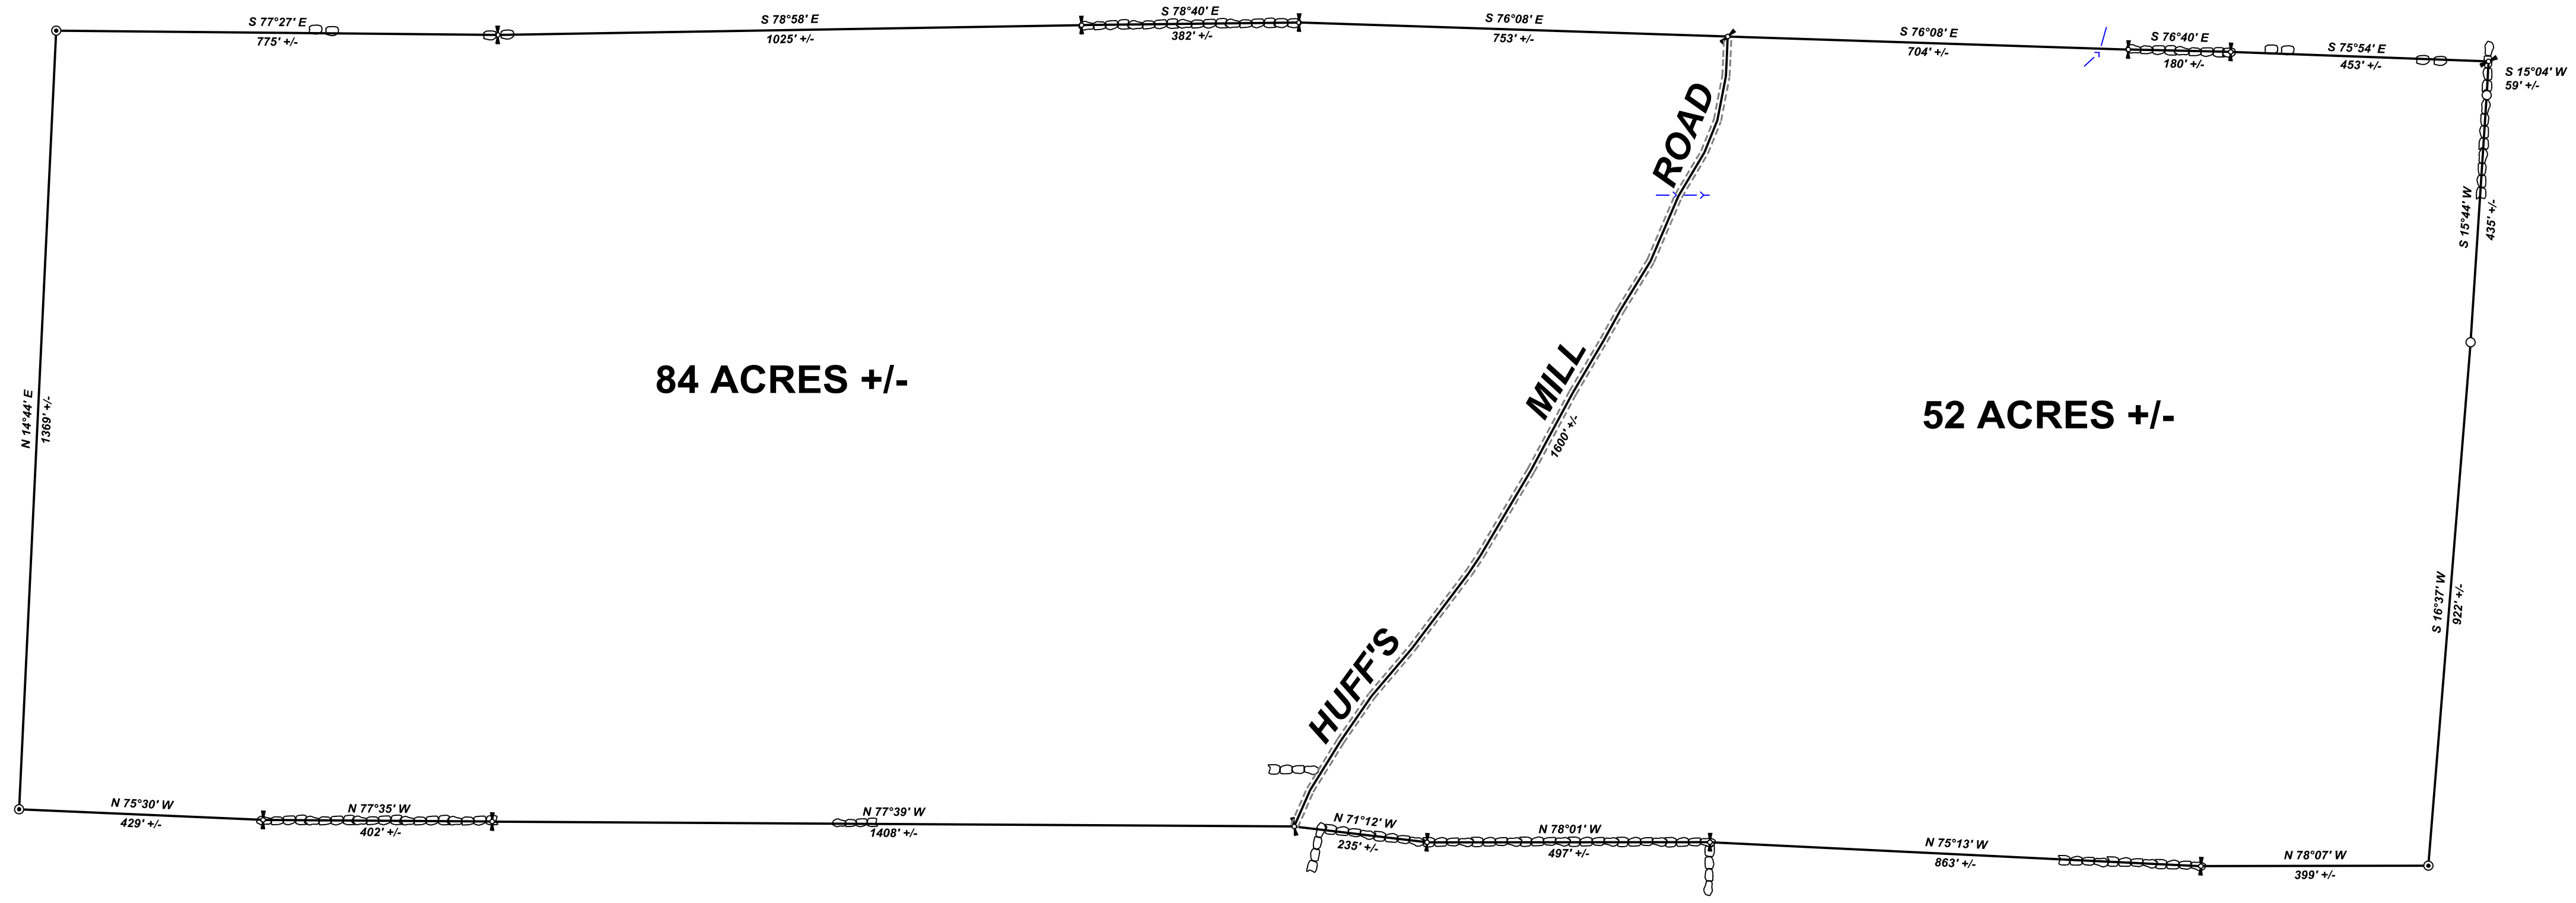 S 77°27' E
775' +/-
S 78°58' E
1025' +/-
S 78°40' E
382' +/-
S 76°08' E
753' +/-
S 76°08' E
704' +/-
S 76°40' E
180' +/-
S 75°54' E
453' +/-
S 15°04' W
59' +/-
S 15°44' W
435' +/-
S 16°37' W
922' +/-
N 14°44' E
1369' +/-
84 ACRES +/-
52 ACRES +/-
HUFF'S MILL ROAD
1600' +/-
N 75°30' W
429' +/-
N 77°35' W
402' +/-
N 77°39' W
1408' +/-
N 71°12' W
235' +/-
N 78°01' W
497' +/-
N 75°13' W
863' +/-
N 78°07' W
399' +/-